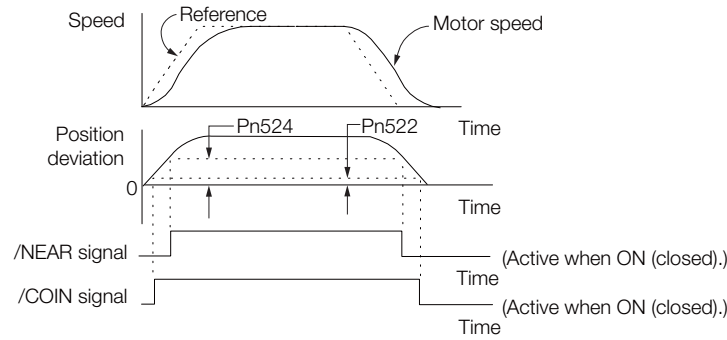 Speed
Reference
Motor speed
Time
Position
deviation
Pn524
Pn522
0
Time
/NEAR signal
(Active when ON (closed).)
Time
/COIN signal
(Active when ON (closed).)
Time